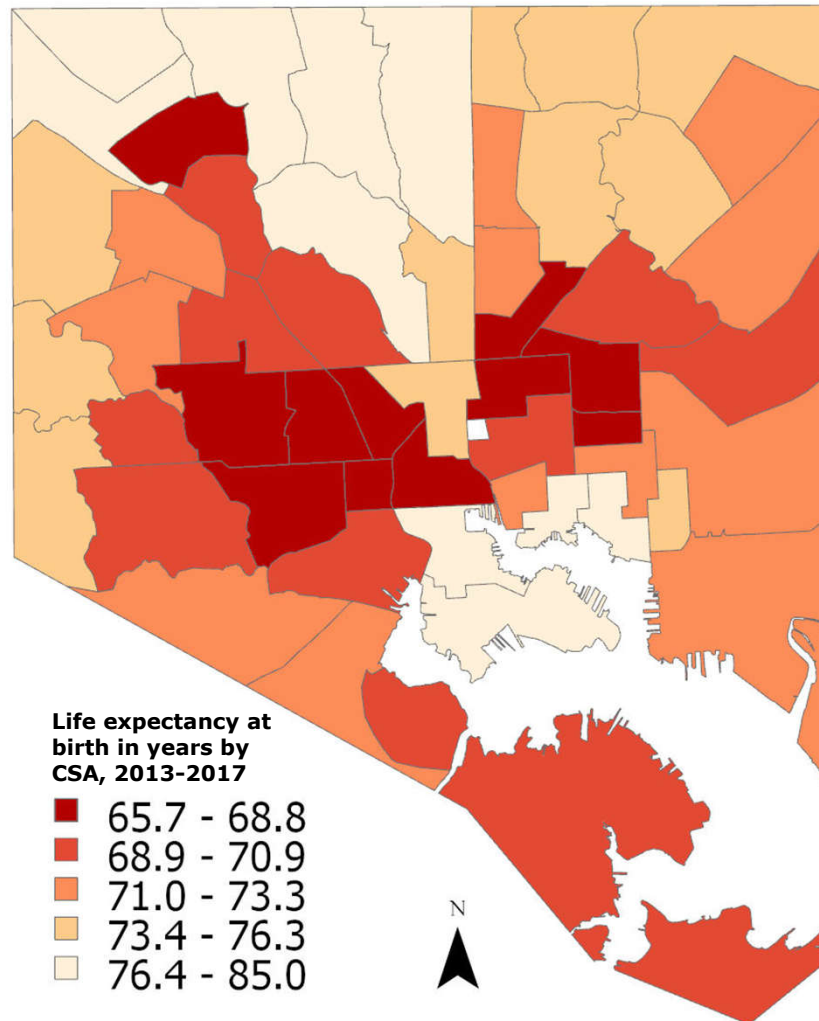 Life expectancy at
birth in years by
CSA, 2013-2017
65.7 - 68.8
68.9 - 70.9
71.0 - 73.3
73.4 - 76.3
76.4 - 85.0
N